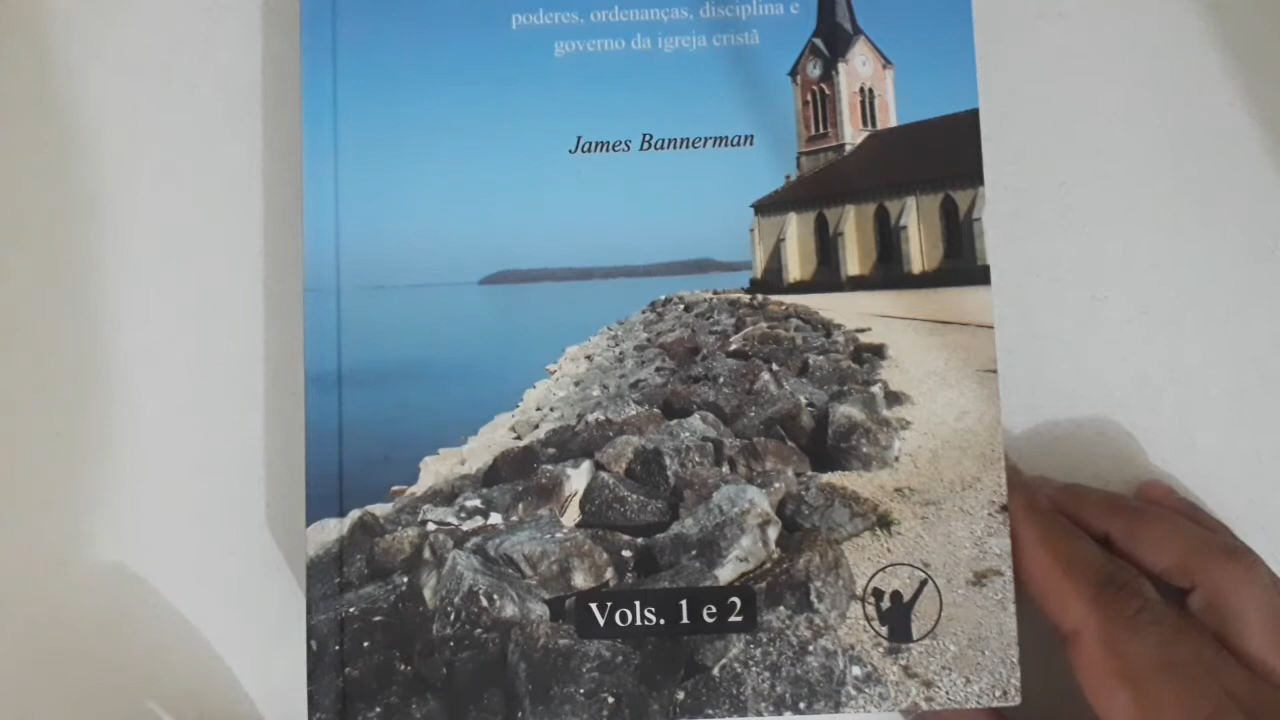 poderes, ordenanças, disciplina e
governo da igreja cristã
James Bannerman
Vols. 1 e 2